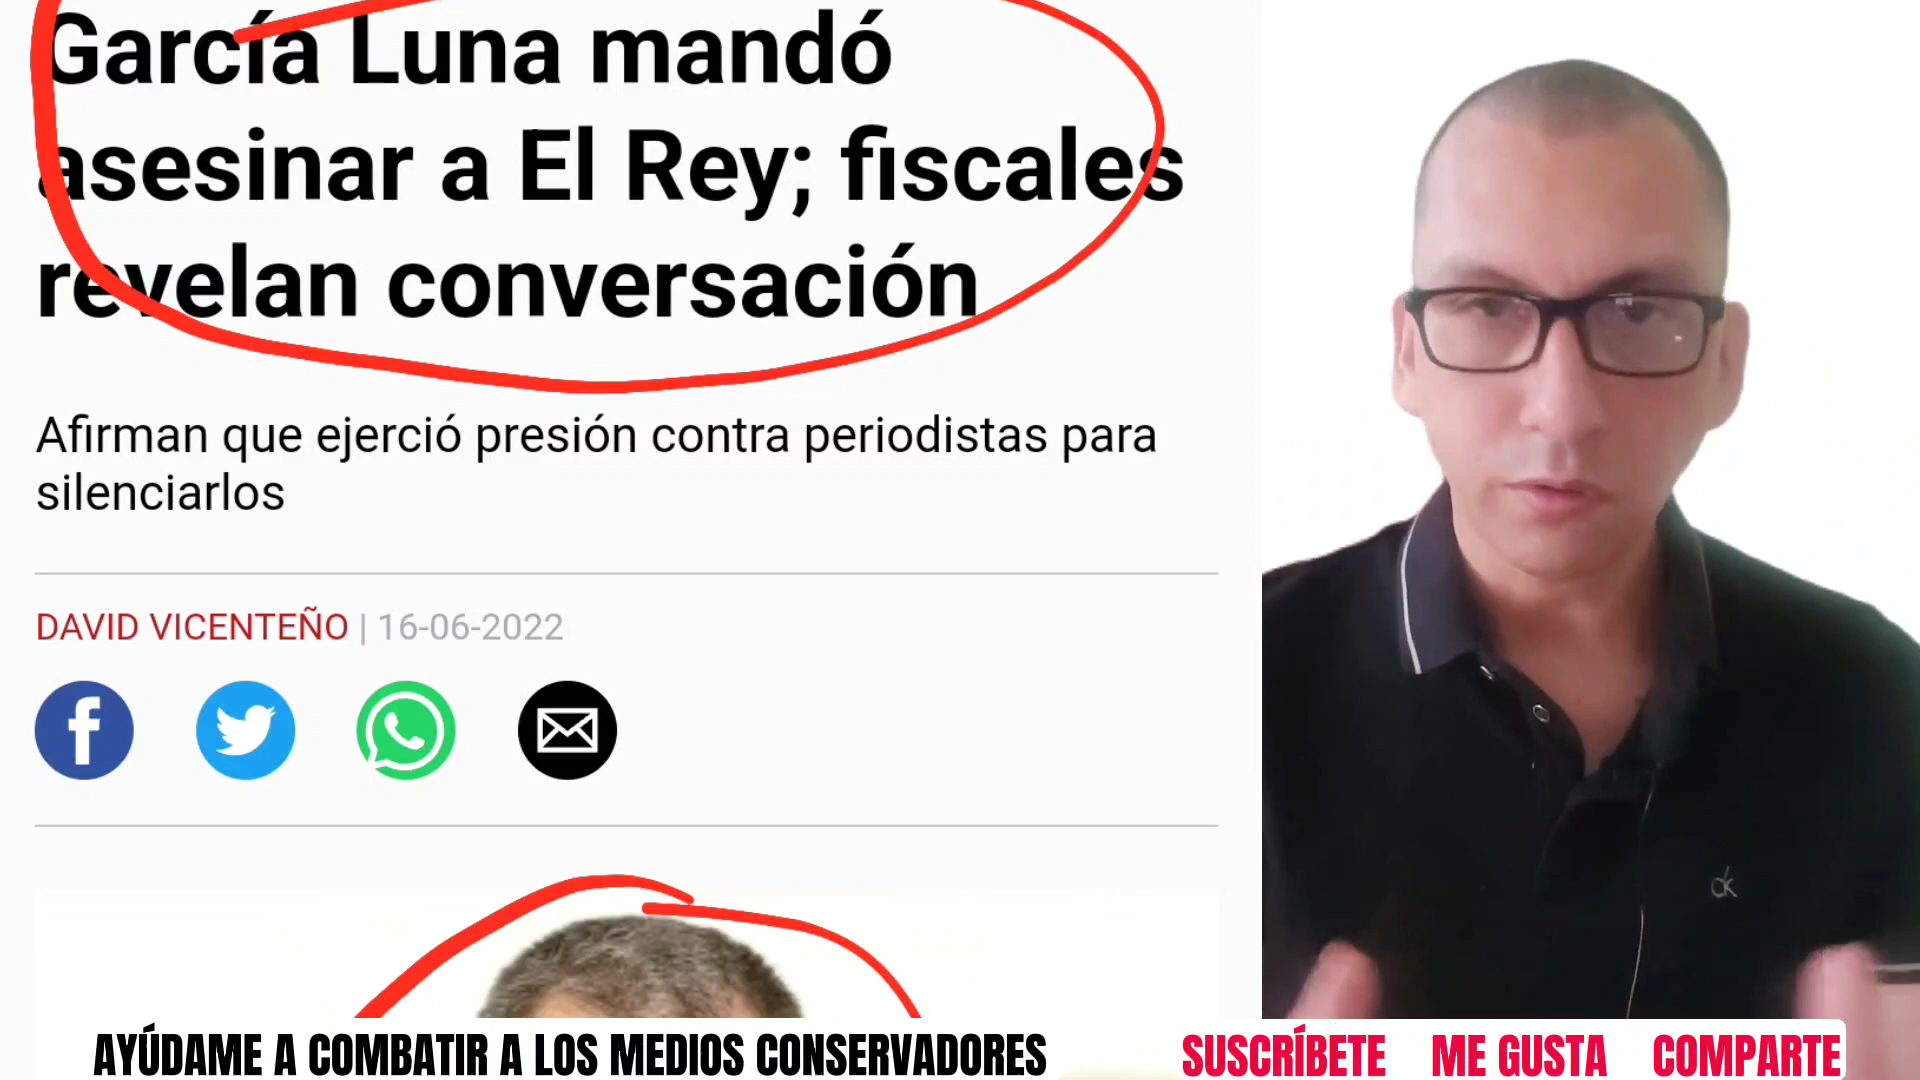 García Luna mandó
asesinar a El Rey; fiscales
revelan conversación
Afirman que ejerció presión contra periodistas para
silenciarlos
DAVID VICENTEÑO | 16-06-2022
ck
AYÚDAME A COMBATIR A LOS MEDIOS CONSERVADORES
SUSCRÍBETE ME GUSTA COMPARTE